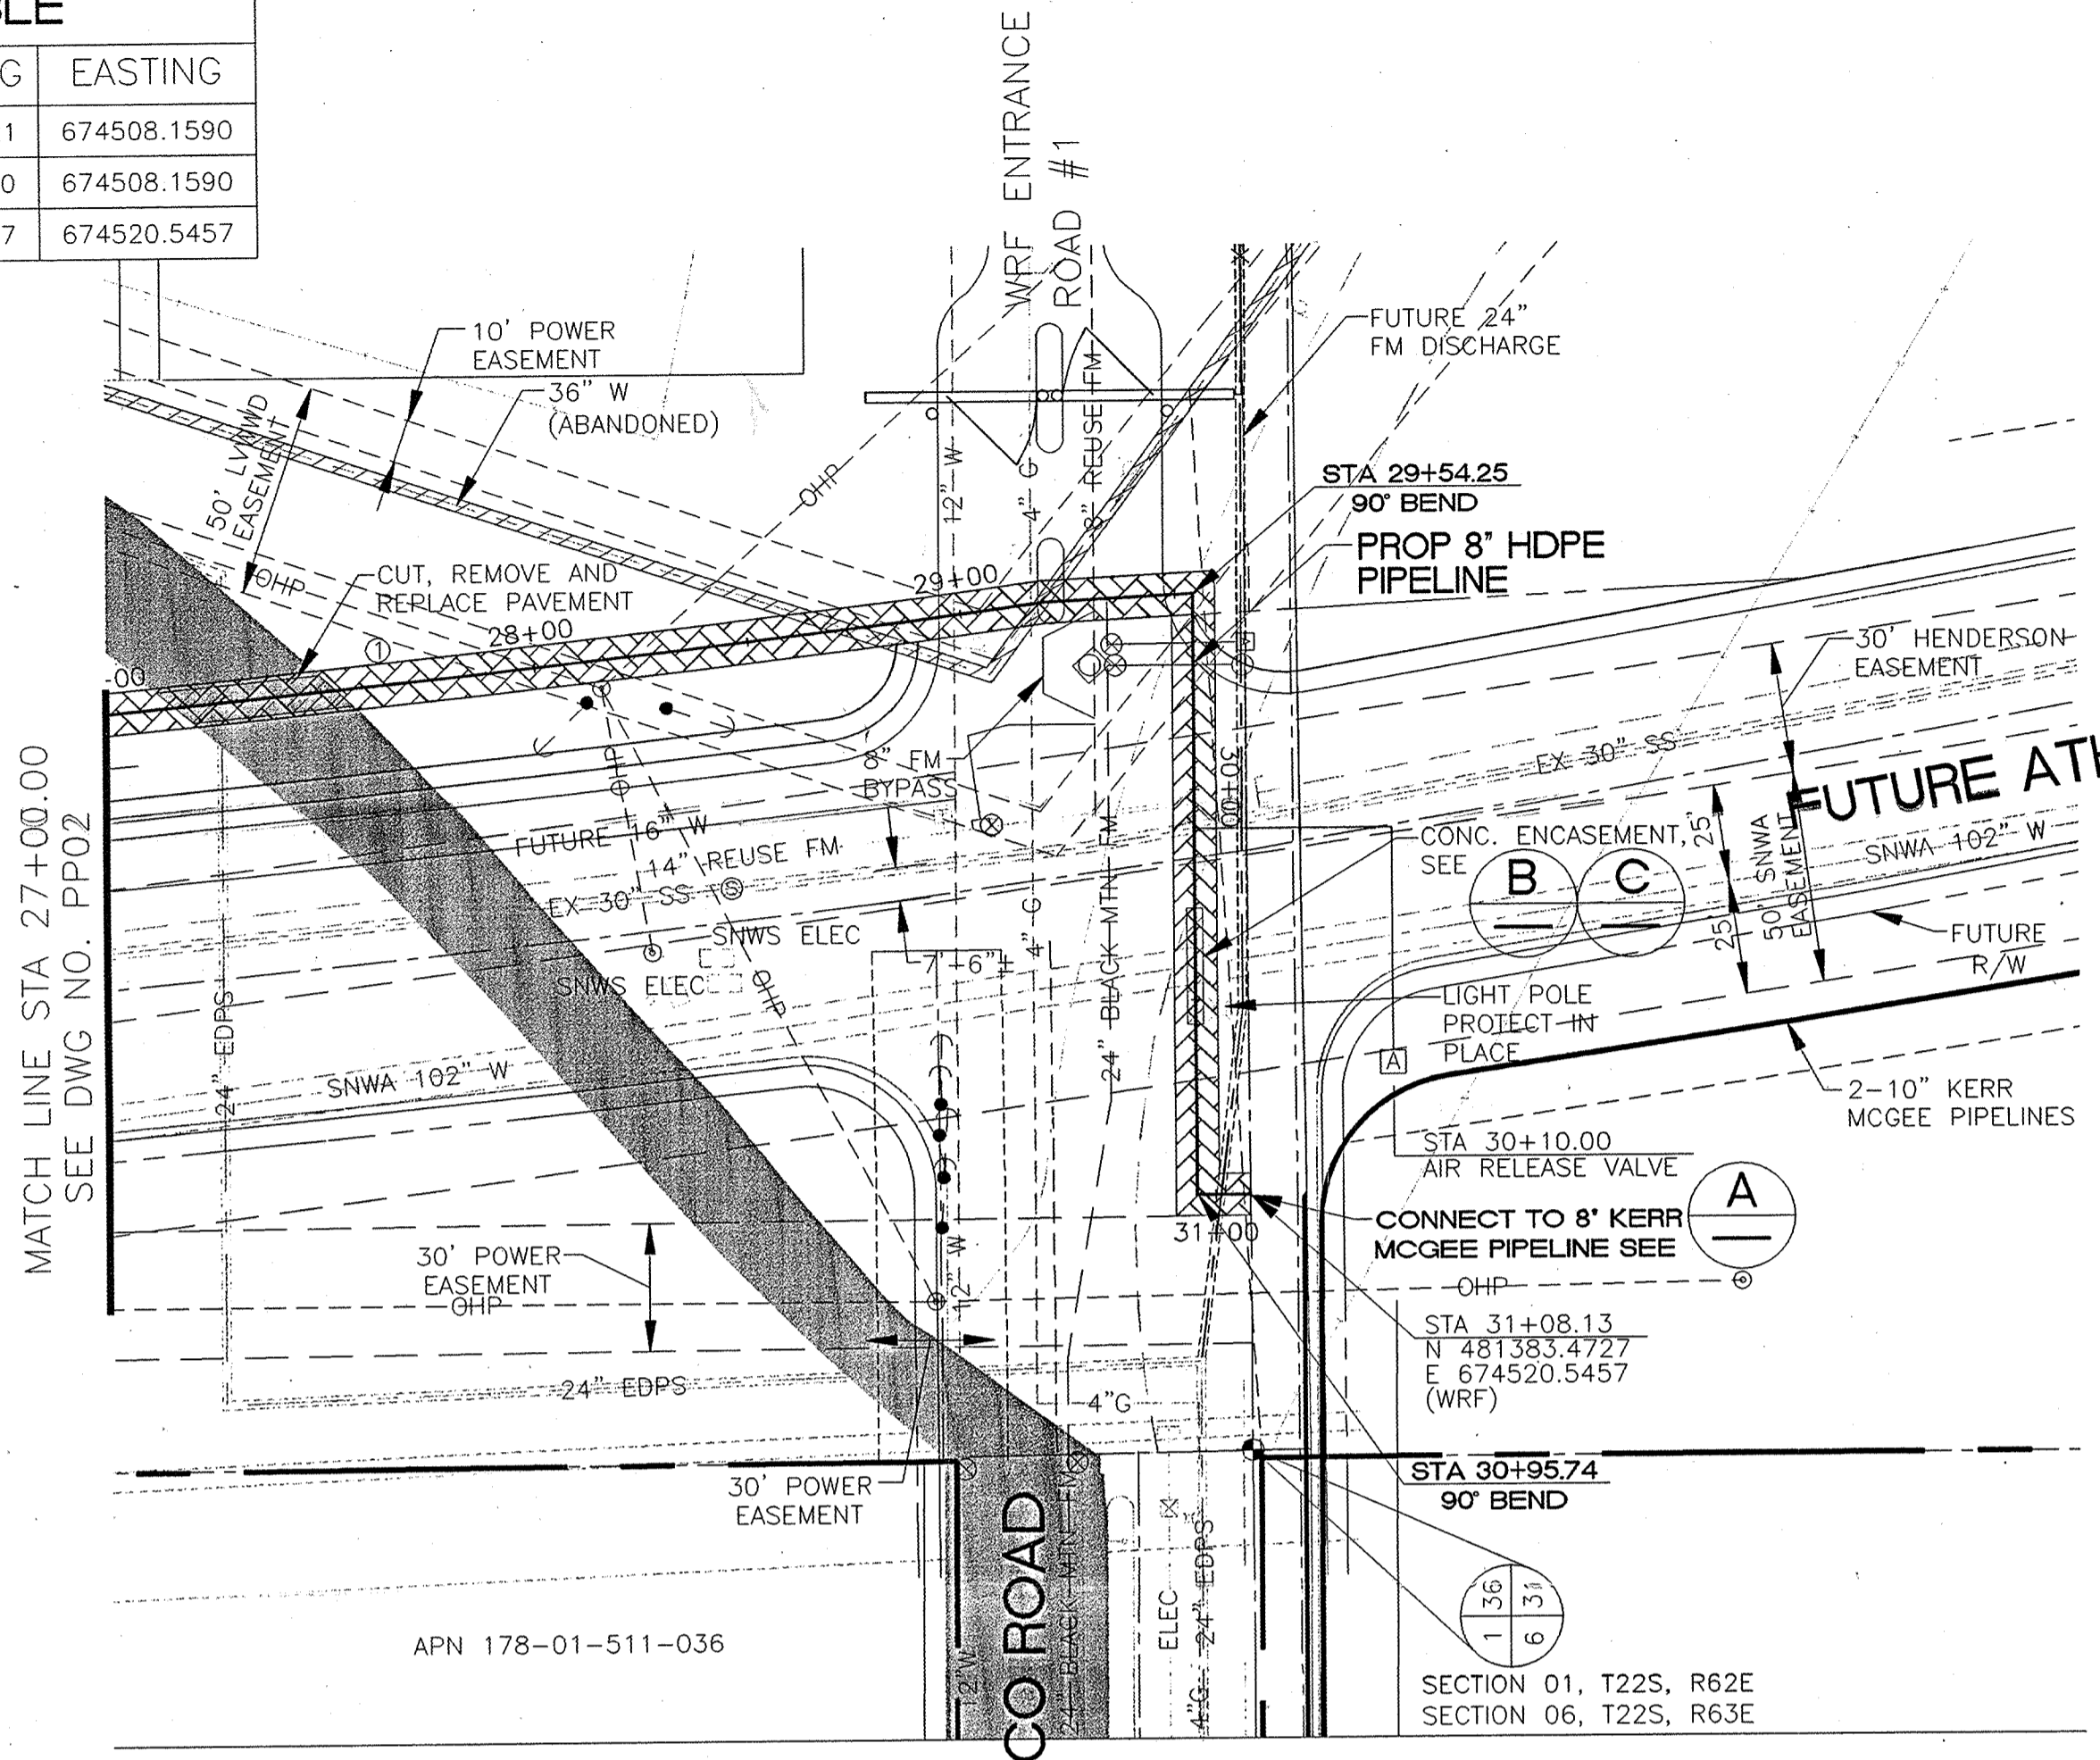 G EASTING
1 674508.1590
0 674508.1590
7 674520.5457
WRF ENTRANCE
ROAD #1
10' POWER
EASEMENT
36" W
(ABANDONED)
50' LVVWD
EASEMENT
FUTURE 24"
FM DISCHARGE
OHP
12" W
4" G
8" REUSE FM
STA 29+54.25
90° BEND
PROP 8" HDPE
PIPELINE
OHP
CUT, REMOVE AND
REPLACE PAVEMENT
29+00
1
28+00
-00
30' HENDERSON
EASEMENT
MATCH LINE STA 27+00.00
SEE DWG NO. PP02
OHP
8" FM
BYPASS
30+00
EX 30" SS
FUTURE ATH
FUTURE 16" W
14" REUSE FM
EX 30" SS
S
CONC. ENCASEMENT,
SEE
B
C
25'
25'
50' SNWA
EASEMENT
SNWA 102" W
SNWS ELEC
SNWS ELEC
7'-6"±
4" G
24" BLACK MTN FM
OHP
FUTURE
R/W
24" EDPS
LIGHT POLE
PROTECT IN
PLACE
A
SNWA 102" W
2-10" KERR
MCGEE PIPELINES
STA 30+10.00
AIR RELEASE VALVE
CONNECT TO 8' KERR
MCGEE PIPELINE SEE
A
31+00
30' POWER
EASEMENT
OHP
12" W
OHP
STA 31+08.13
N 481383.4727
E 674520.5457
(WRF)
24" EDPS
4"G
30' POWER
EASEMENT
STA 30+95.74
90° BEND
CO ROAD
12"W
24" BLACK MTN FM
ELEC
4"G
24" EDPS
1 36
6 31
APN 178-01-511-036
SECTION 01, T22S, R62E
SECTION 06, T22S, R63E